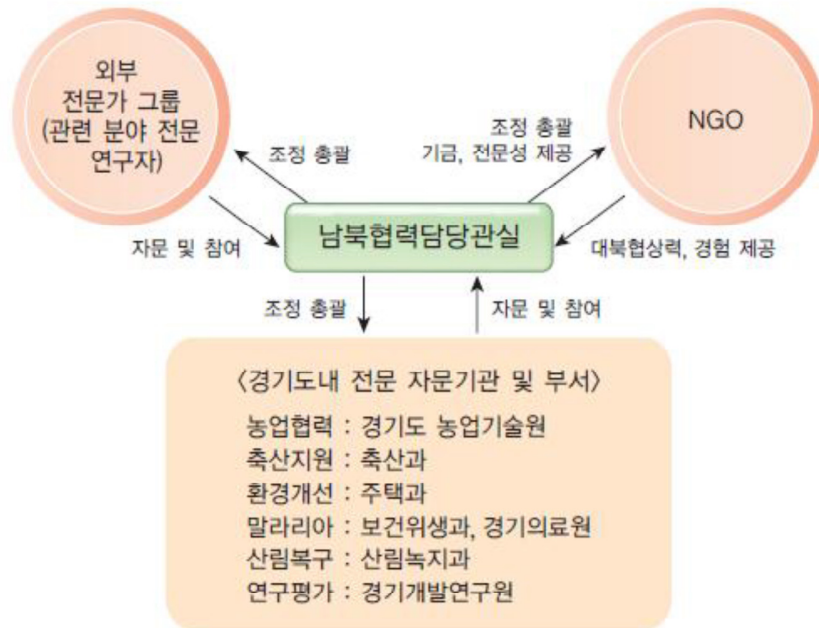 외부
전문가 그룹
(관련 분야 전문
연구자)
NGO
조정 총괄
조정 총괄
기금, 전문성 제공
남북협력담당관실
자문 및 참여
대북협상력, 경험 제공
조정 총괄
자문 및 참여
〈경기도내 전문 자문기관 및 부서〉
농업협력 : 경기도 농업기술원
축산지원 : 축산과
환경개선 : 주택과
말라리아 : 보건위생과, 경기의료원
산림복구 : 산림녹지과
연구평가 : 경기개발연구원